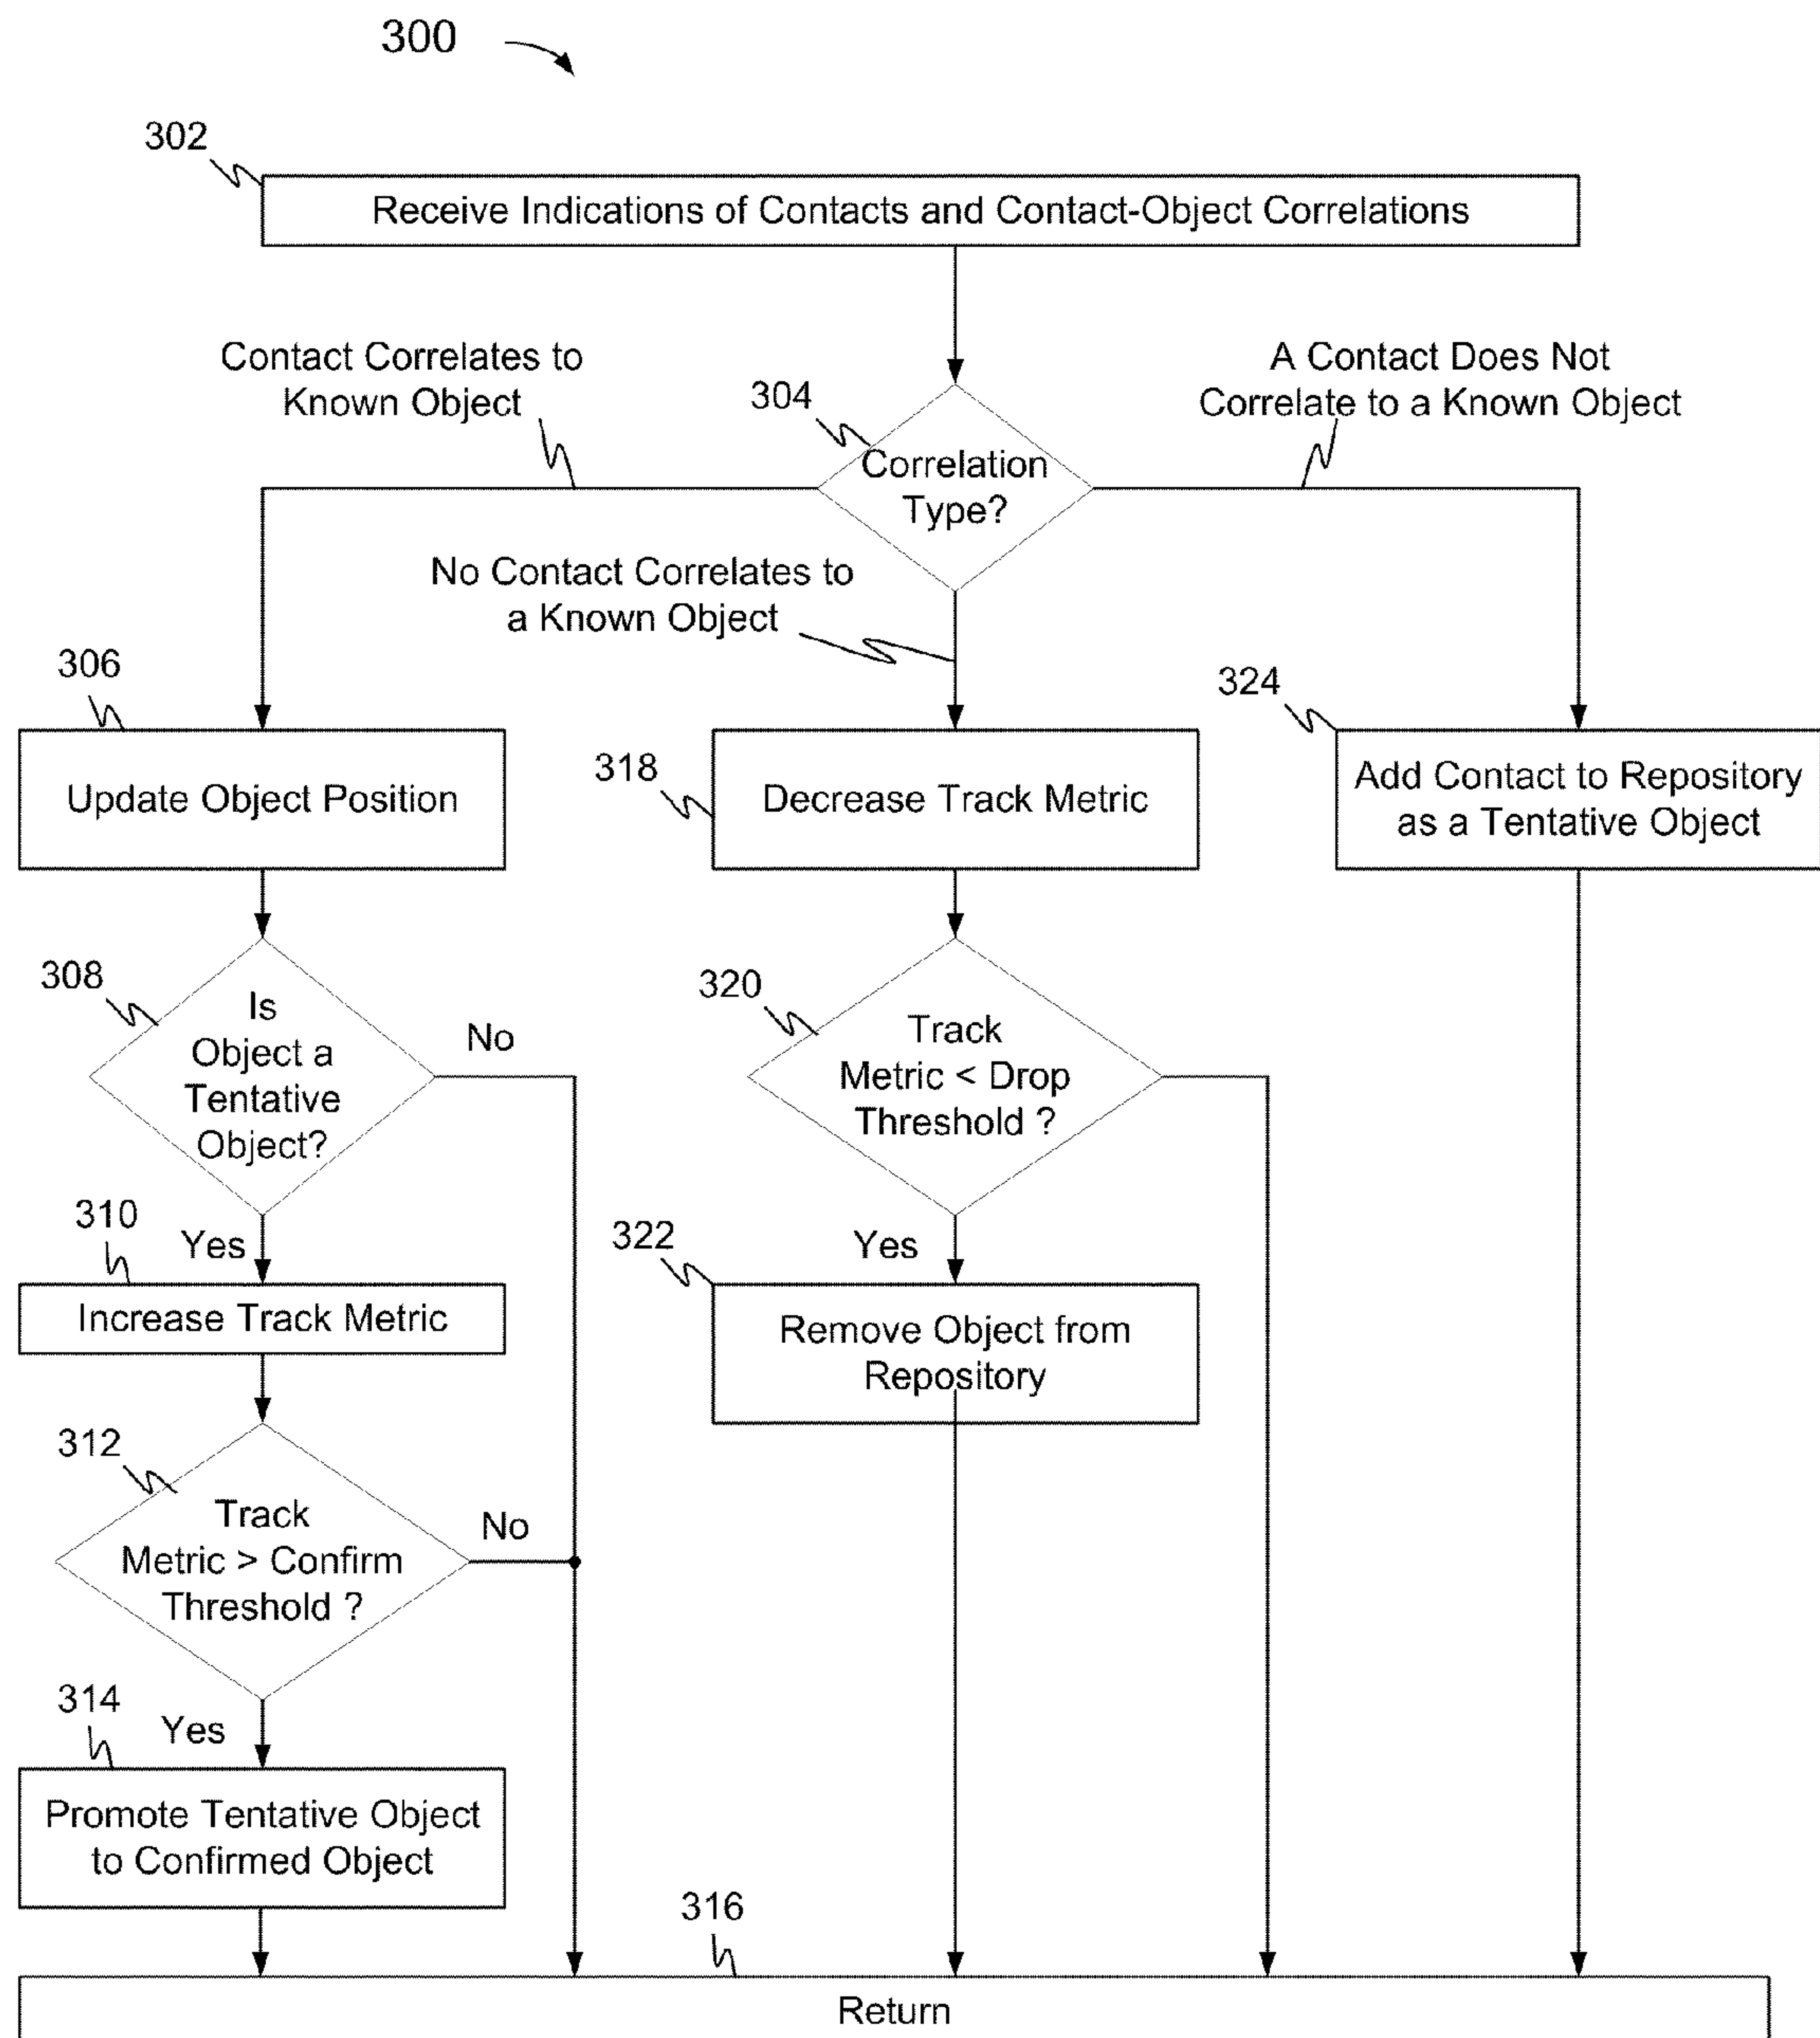 300
302
Receive Indications of Contacts and Contact-Object Correlations
Contact Correlates to
Known Object
304
A Contact Does Not
Correlate to a Known Object
Correlation
Type?
No Contact Correlates to
a Known Object
306
Update Object Position
318
Decrease Track Metric
324
Add Contact to Repository
as a Tentative Object
308
Is
Object a
Tentative
Object?
No
320
Track
Metric < Drop
Threshold ?
310
Yes
Increase Track Metric
322
Yes
Remove Object from
Repository
312
Track
Metric > Confirm
Threshold ?
No
314
Yes
Promote Tentative Object
to Confirmed Object
316
Return